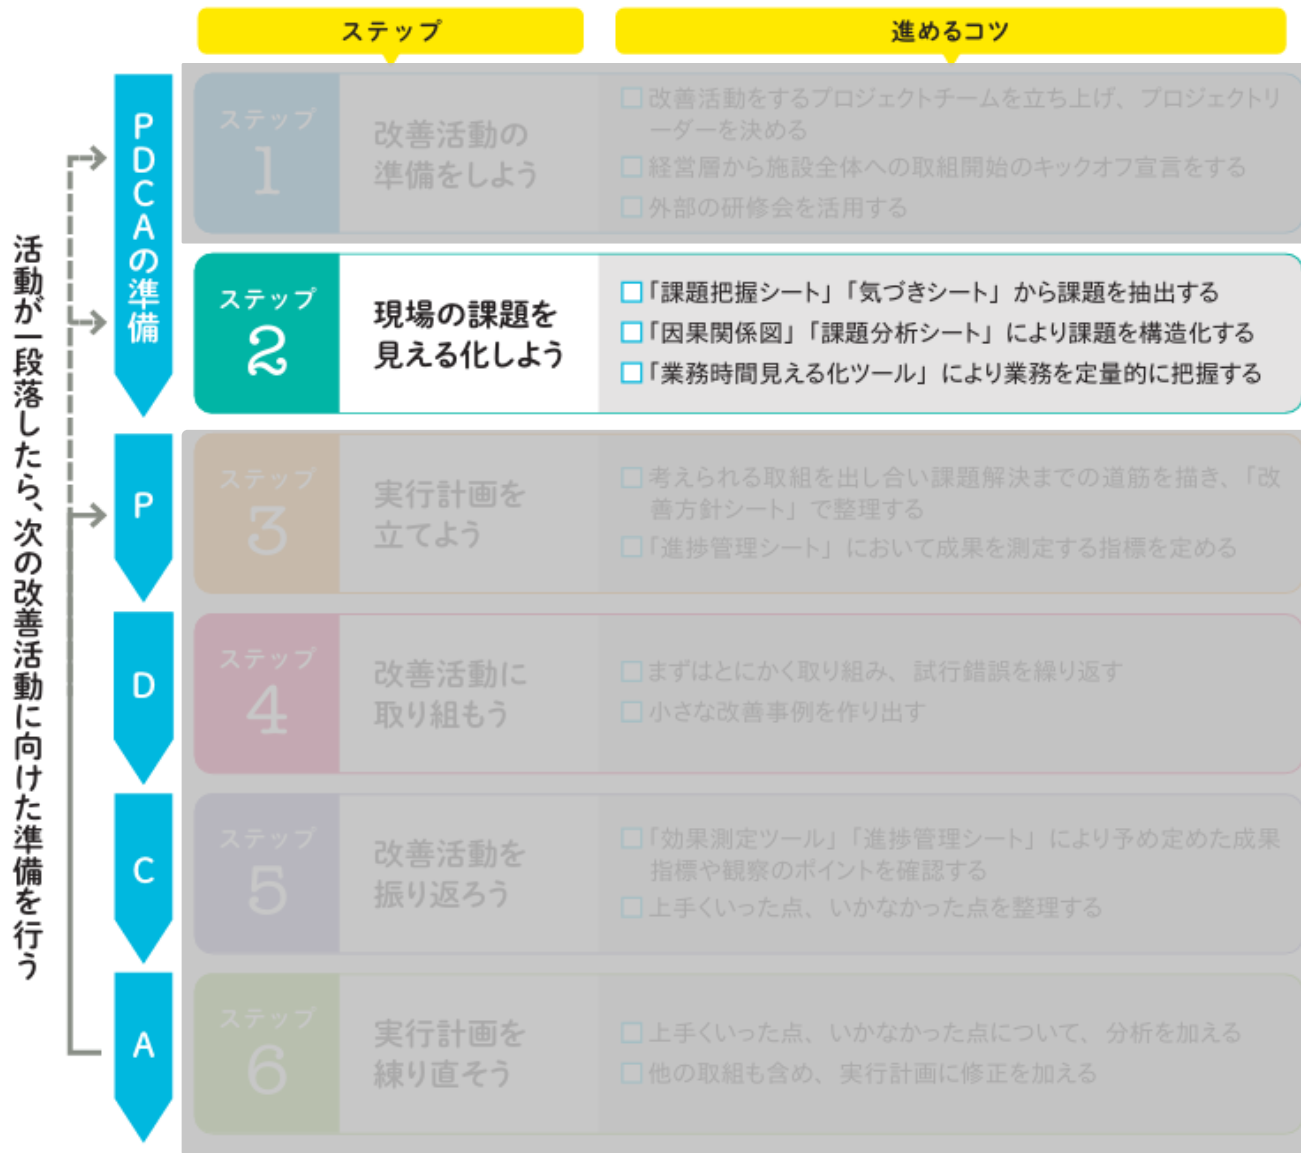 ステップ
進めるコツ
活動が一段落したら、次の改善活動に向けた準備を行う
PDCAの準備
ステップ
1
改善活動の
準備をしよう
□改善活動をするプロジェクトチームを立ち上げ、プロジェクトリ
ーダーを決める
□経営層から施設全体への取組開始のキックオフ宣言をする
□外部の研修会を活用する
ステップ
2
現場の課題を
見える化しよう
□「課題把握シート」「気づきシート」から課題を抽出する
□「因果関係図」「課題分析シート」により課題を構造化する
□「業務時間見える化ツール」により業務を定量的に把握する
P
ステップ
3
実行計画を
立てよう
□考えられる取組を出し合い課題解決までの道筋を描き、「改
善方針シート」で整理する
□「進捗管理シート」において成果を測定する指標を定める
D
ステップ
4
改善活動に
取り組もう
□まずはとにかく取り組み、試行錯誤を繰り返す
□小さな改善事例を作り出す
C
ステップ
5
改善活動を
振り返ろう
□「効果測定ツール」「進捗管理シート」により予め定めた成果
指標や観察のポイントを確認する
□上手くいった点、いかなかった点を整理する
A
ステップ
6
実行計画を
練り直そう
□上手くいった点、いかなかった点について、分析を加える
□他の取組も含め、実行計画に修正を加える